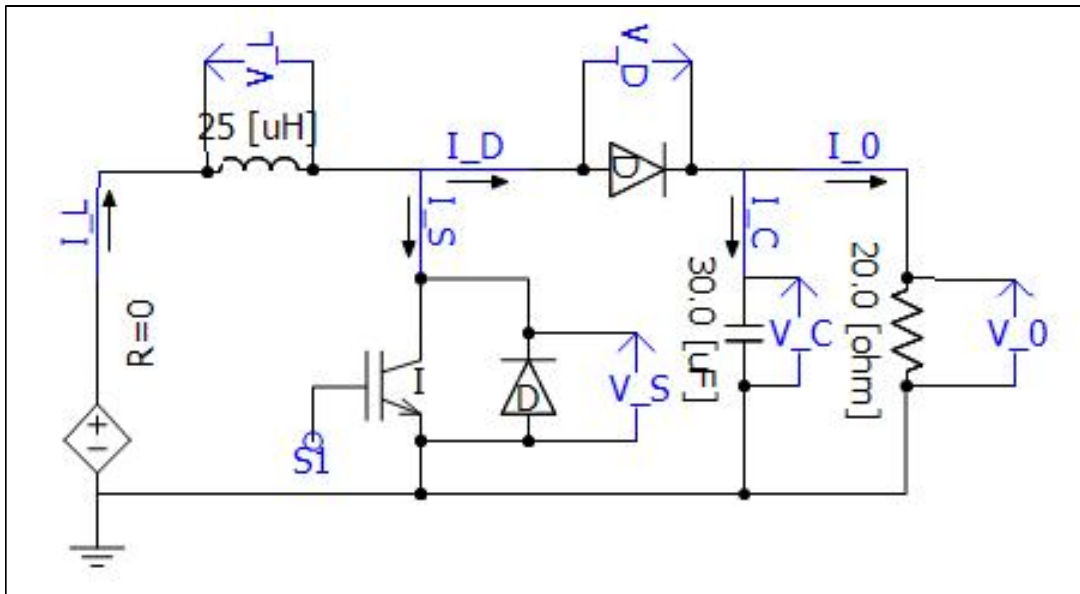 V_L
V_D
25 [uH]
I_D
I_0
I_L
I_S
I_C
R=0
D
30.0 [uF]
20.0 [ohm]
I
D
V_S
V_C
V_0
S1
+
−